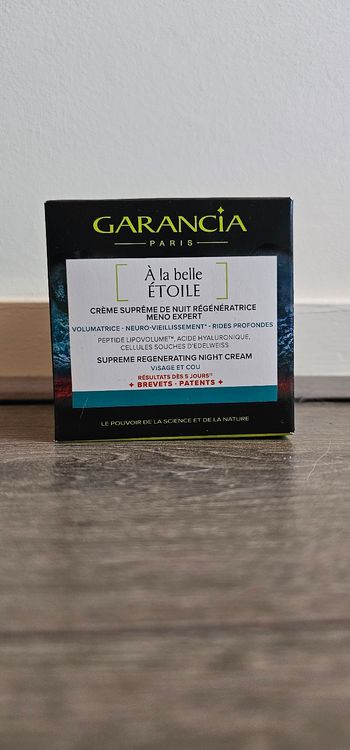 GARANCIA
PARIS
À la belle
ÉTOILE
CRÈME SUPRÊME DE NUIT RÉGÉNÉRATRICE
MENO EXPERT
VOLUMATRICE - NEURO-VIEILLISSEMENT* - RIDES PROFONDES
PEPTIDE LIPOVOLUME™, ACIDE HYALURONIQUE,
CELLULES SOUCHES D'EDELWEISS
SUPREME REGENERATING NIGHT CREAM
VISAGE ET COU
RÉSULTATS DÈS 5 JOURS
+ BREVETS - PATENTS +
LE POUVOIR DE LA SCIENCE ET DE LA NATURE